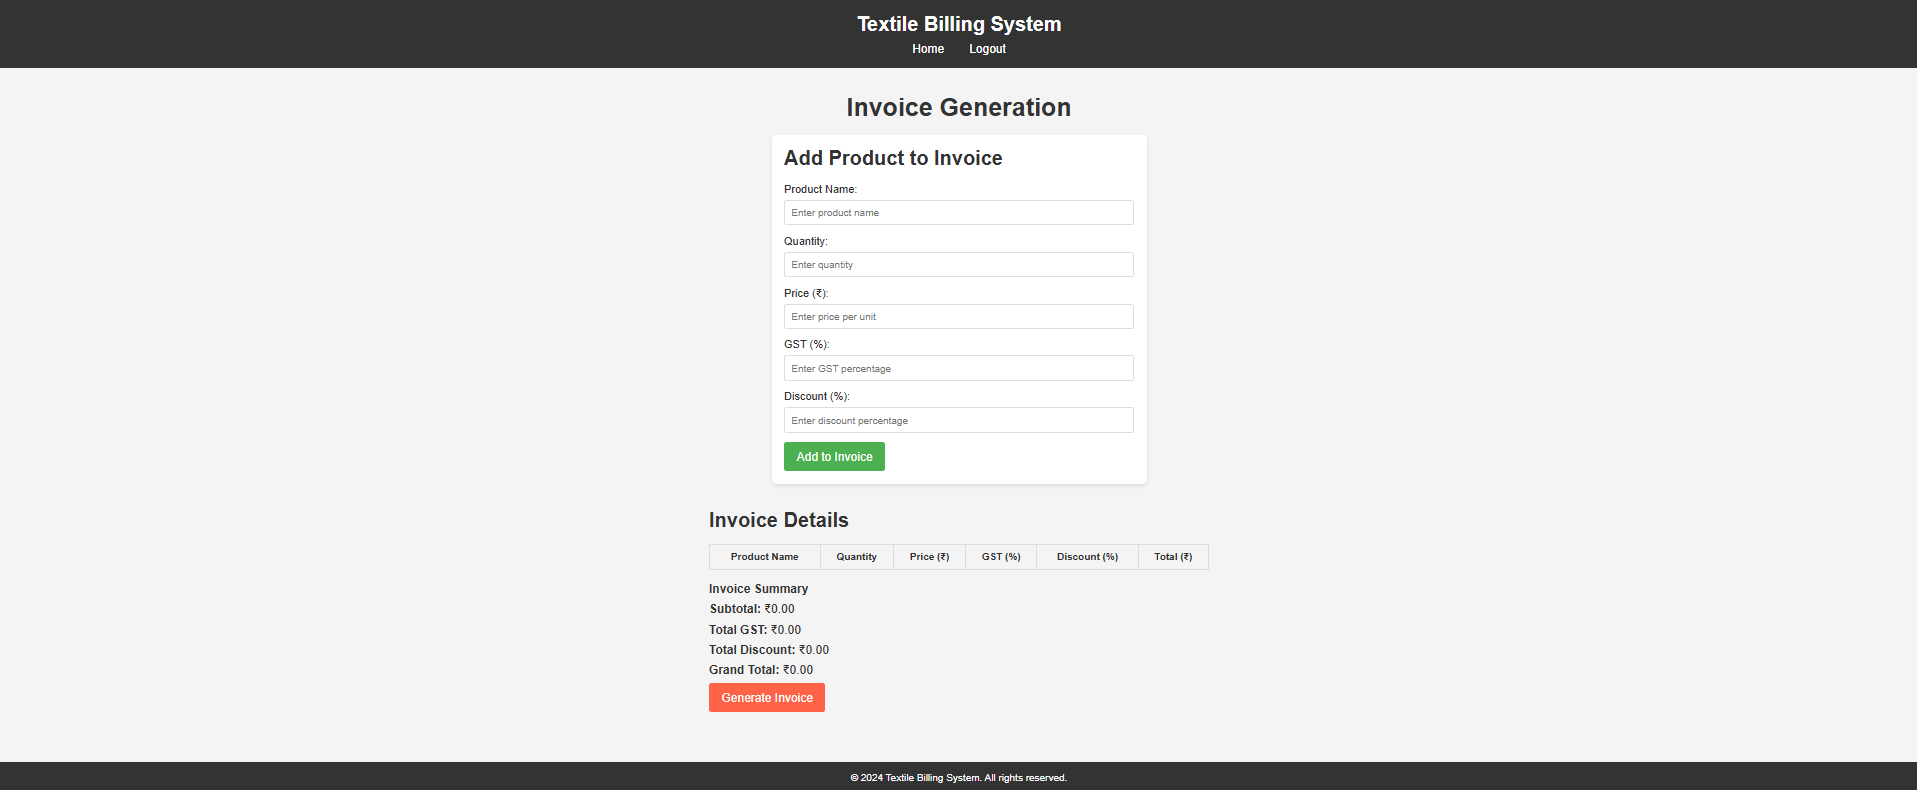 Textile Billing System
Home Logout
Invoice Generation
Add Product to Invoice
Product Name:
Enter product name
Quantity:
Enter quantity
Price (₹):
Enter price per unit
GST (%):
Enter GST percentage
Discount (%):
Enter discount percentage
Add to Invoice
Invoice Details
Product Name Quantity Price (₹) GST (%) Discount (%) Total (₹)
Invoice Summary
Subtotal: ₹0.00
Total GST: ₹0.00
Total Discount: ₹0.00
Grand Total: ₹0.00
Generate Invoice
© 2024 Textile Billing System. All rights reserved.